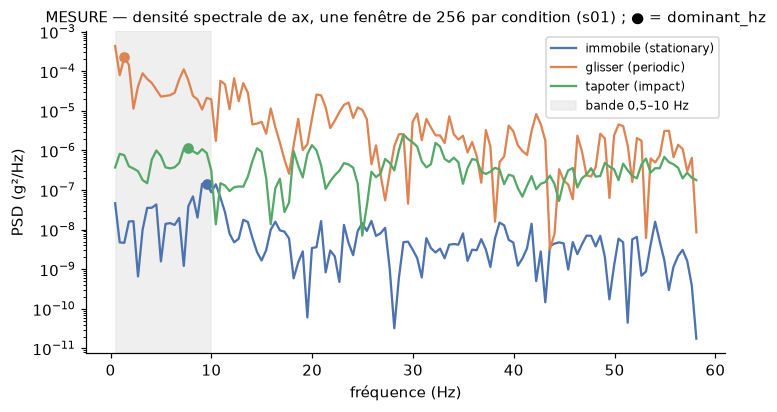 MESURE — densité spectrale de ax, une fenêtre de 256 par condition (s01) ; ● = dominant_hz
immobile (stationary)
glisser (periodic)
tapoter (impact)
bande 0,5–10 Hz
PSD (g²/Hz)
10⁻³
10⁻⁴
10⁻⁵
10⁻⁶
10⁻⁷
10⁻⁸
10⁻⁹
10⁻¹⁰
10⁻¹¹
0 10 20 30 40 50 60
fréquence (Hz)